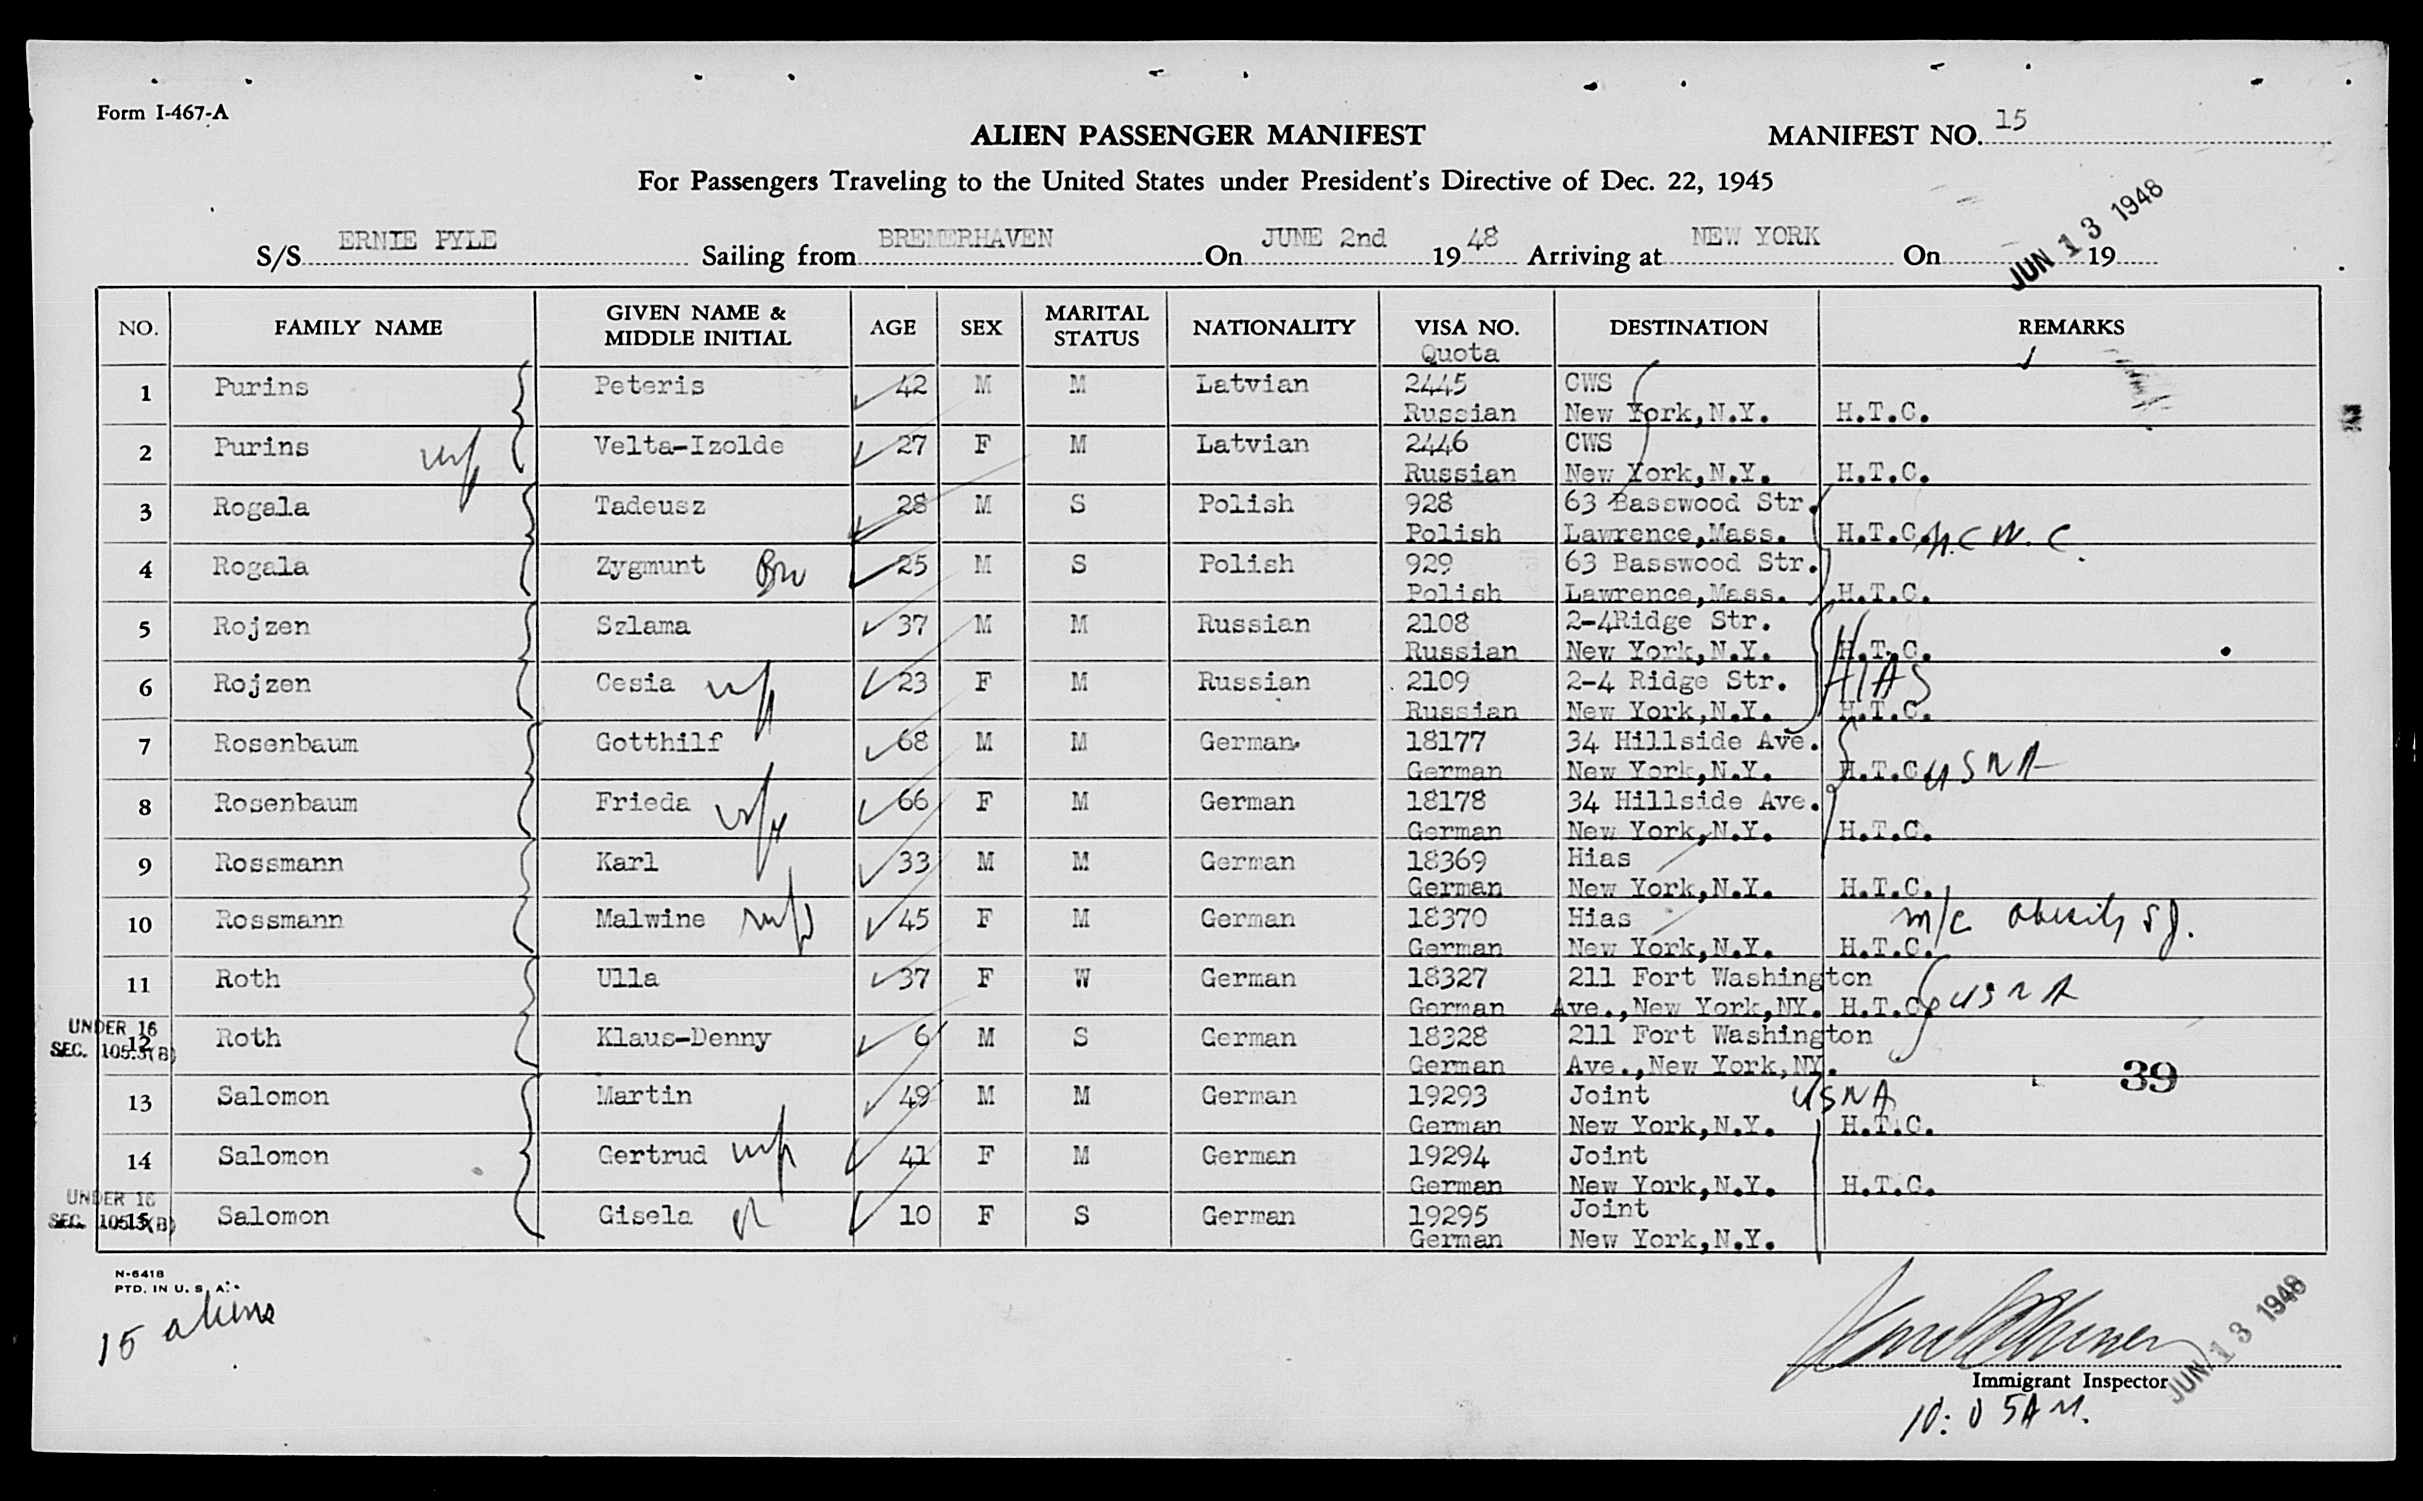 Form I-467-A
ALIEN PASSENGER MANIFEST
MANIFEST NO. 15
For Passengers Traveling to the United States under President's Directive of Dec. 22, 1945
S/S ERNIE PYLE Sailing from BREMERHAVEN On JUNE 2nd 19 48 Arriving at NEW YORK On JUN 13 1948 19
NO. FAMILY NAME GIVEN NAME & MIDDLE INITIAL AGE SEX MARITAL STATUS NATIONALITY VISA NO. Quota DESTINATION REMARKS
1 Purins Peteris 42 M M Latvian 2445 CWS
Russian New York,N.Y. H.T.C.
2 Purins Velta-Izolde 27 F M Latvian 2446 CWS
Russian New York,N.Y. H.T.C.
3 Rogala Tadeusz 28 M S Polish 928 63 Basswood Str.
Polish Lawrence,Mass. H.T.C. N.C.W.C.
4 Rogala Zygmunt Bro 25 M S Polish 929 63 Basswood Str.
Polish Lawrence,Mass. H.T.C.
5 Rojzen Szlama 37 M M Russian 2108 2-4Ridge Str.
Russian New York,N.Y. H.T.C.
6 Rojzen Cesia 23 F M Russian 2109 2-4 Ridge Str. HIAS
Russian New York,N.Y. H.T.C.
7 Rosenbaum Gotthilf 68 M M German 18177 34 Hillside Ave.
German New York,N.Y. H.T.C. USNA
8 Rosenbaum Frieda 66 F M German 18178 34 Hillside Ave.
German New York,N.Y. H.T.C.
9 Rossmann Karl 33 M M German 18369 Hias
German New York,N.Y. H.T.C.
10 Rossmann Malwine 45 F M German 18370 Hias m/c obesity
German New York,N.Y. H.T.C.
11 Roth Ulla 37 F W German 18327 211 Fort Washington
German Ave.,New York,NY. H.T.C. USNA
UNDER 16
SEC. 105.3(B)
12 Roth Klaus-Denny 6 M S German 18328 211 Fort Washington
German Ave.,New York,NY.
39
13 Salomon Martin 49 M M German 19293 Joint USNA
German New York,N.Y. H.T.C.
14 Salomon Gertrud 41 F M German 19294 Joint
German New York,N.Y. H.T.C.
UNDER 16
SEC. 105.3(B)
15 Salomon Gisela 10 F S German 19295 Joint
German New York,N.Y.
N-6418
PTD. IN U. S. A.
15 aliens
Immigrant Inspector
JUN 13 1948
10:05 AM.